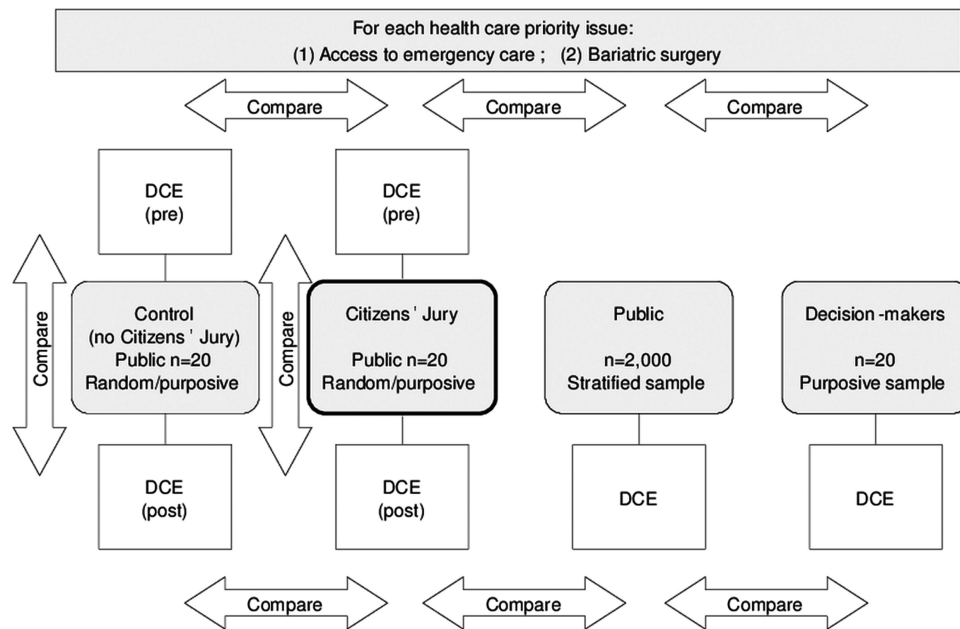 For each health care priority issue:
(1) Access to emergency care ; (2) Bariatric surgery
Compare
Compare
Compare
DCE
(pre)
DCE
(pre)
Compare
Control
(no Citizens ' Jury)
Public n=20
Random/purposive
Compare
Citizens ' Jury
Public n=20
Random/purposive
Public
n=2,000
Stratified sample
Decision -makers
n=20
Purposive sample
DCE
(post)
DCE
(post)
DCE
DCE
Compare
Compare
Compare